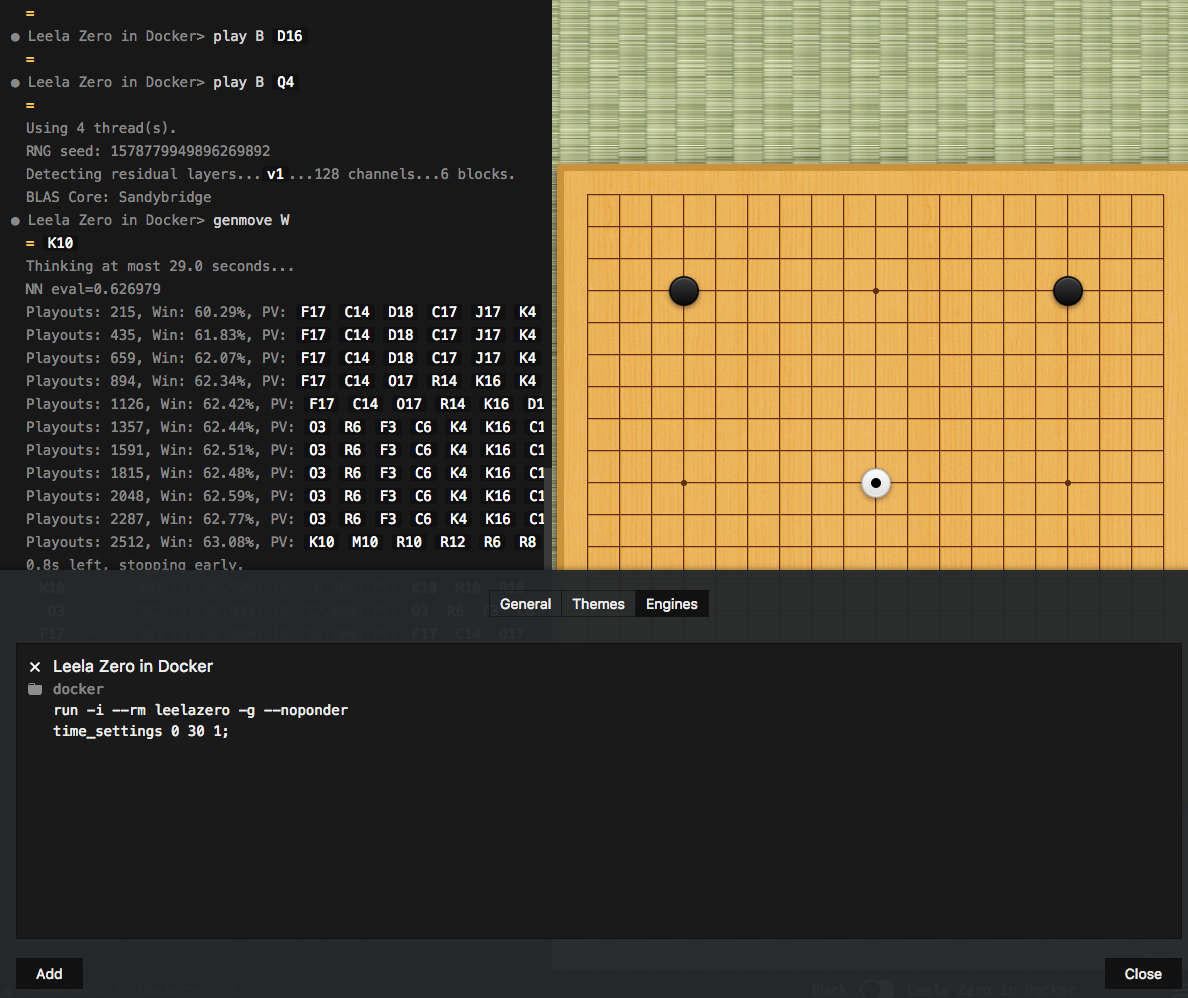 =
● Leela Zero in Docker> play B D16
=
● Leela Zero in Docker> play B Q4
=
Using 4 thread(s).
RNG seed: 1578779949896269892
Detecting residual layers...v1...128 channels...6 blocks.
BLAS Core: Sandybridge
● Leela Zero in Docker> genmove W
= K10
Thinking at most 29.0 seconds...
NN eval=0.626979
Playouts: 215, Win: 60.29%, PV: F17 C14 D18 C17 J17 K4
Playouts: 435, Win: 61.83%, PV: F17 C14 D18 C17 J17 K4
Playouts: 659, Win: 62.07%, PV: F17 C14 D18 C17 J17 K4
Playouts: 894, Win: 62.34%, PV: F17 C14 O17 R14 K16 K4
Playouts: 1126, Win: 62.42%, PV: F17 C14 O17 R14 K16 D1
Playouts: 1357, Win: 62.44%, PV: O3 R6 F3 C6 K4 K16 C1
Playouts: 1591, Win: 62.51%, PV: O3 R6 F3 C6 K4 K16 C1
Playouts: 1815, Win: 62.48%, PV: O3 R6 F3 C6 K4 K16 C1
Playouts: 2048, Win: 62.59%, PV: O3 R6 F3 C6 K4 K16 C1
Playouts: 2287, Win: 62.77%, PV: O3 R6 F3 C6 K4 K16 C1
Playouts: 2512, Win: 63.08%, PV: K10 M10 R10 R12 R6 R8
0.8s left, stopping early.
K10 K10 M10 R10
O3 O3 R6
F17 F17 C14 O17
General Themes Engines
× Leela Zero in Docker
docker
run -i --rm leelazero -g --noponder
time_settings 0 30 1;
Add Close
Black Leela Zero in Docker